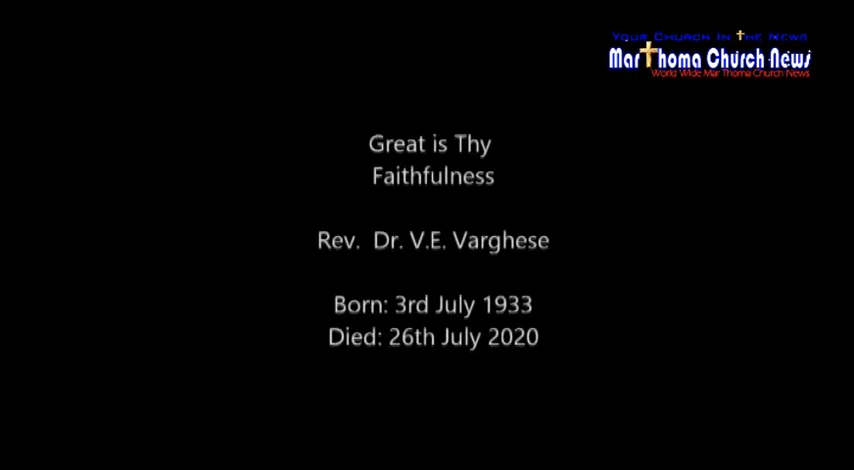 Your Church In The News
Mar Thoma Church News
World Wide Mar Thoma Church News
Great is Thy
Faithfulness
Rev. Dr. V.E. Varghese
Born: 3rd July 1933
Died: 26th July 2020